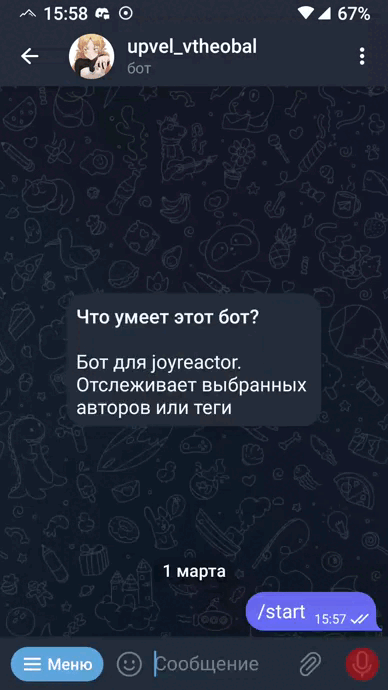 15:58
67%
upvel_vtheobal
бот
Что умеет этот бот?
Бот для joyreactor.
Отслеживает выбранных
авторов или теги
1 марта
/start 15:57
Меню
Сообщение